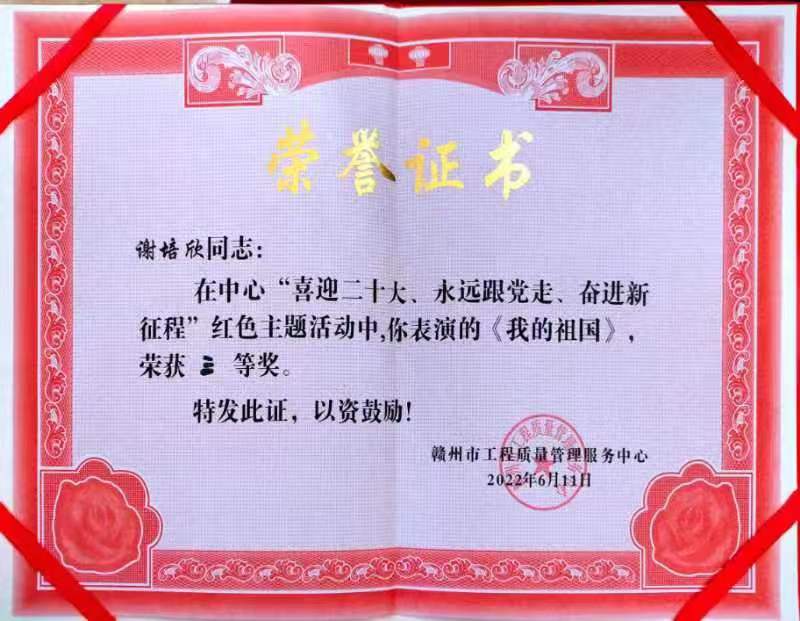 荣誉证书
谢培欣同志：
在中心“喜迎二十大、永远跟党走、奋进新
征程”红色主题活动中,你表演的《我的祖国》，
荣获 三 等奖。
特发此证，以资鼓励！
赣州市工程质量管理服务中心
2022年6月11日